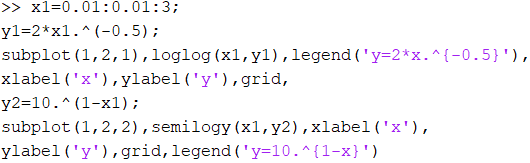 >> x1=0.01:0.01:3;
y1=2*x1.^(-0.5);
subplot(1,2,1),loglog(x1,y1),legend('y=2*x.^{-0.5}'),
xlabel('x'),ylabel('y'),grid,
y2=10.^(1-x1);
subplot(1,2,2),semilogy(x1,y2),xlabel('x'),
ylabel('y'),grid,legend('y=10.^{1-x}')